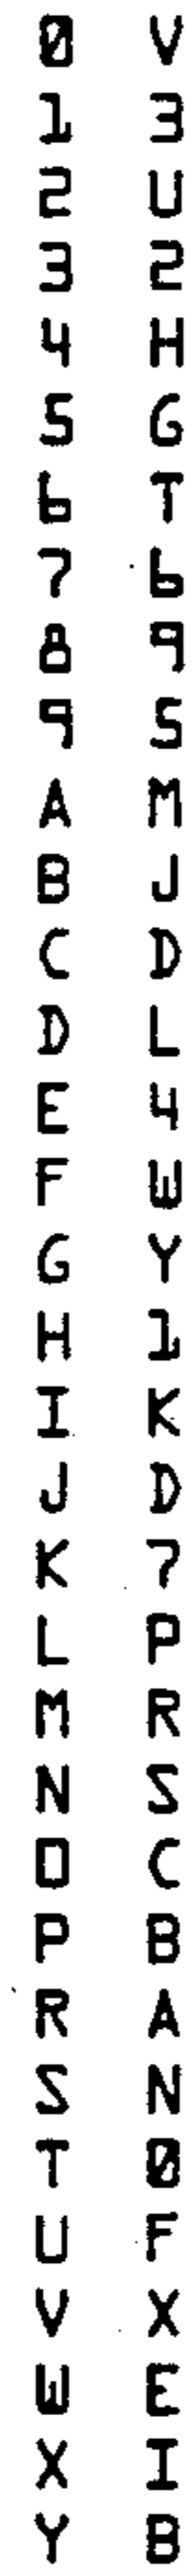 0 V
1 3
2 U
3 2
4 H
5 G
6 T
7 6
8 9
9 5
A M
B J
C D
D L
E 4
F W
G Y
H 1
I K
J D
K 7
L P
M R
N S
O C
P B
R A
S N
T 0
U F
V X
W E
X I
Y B